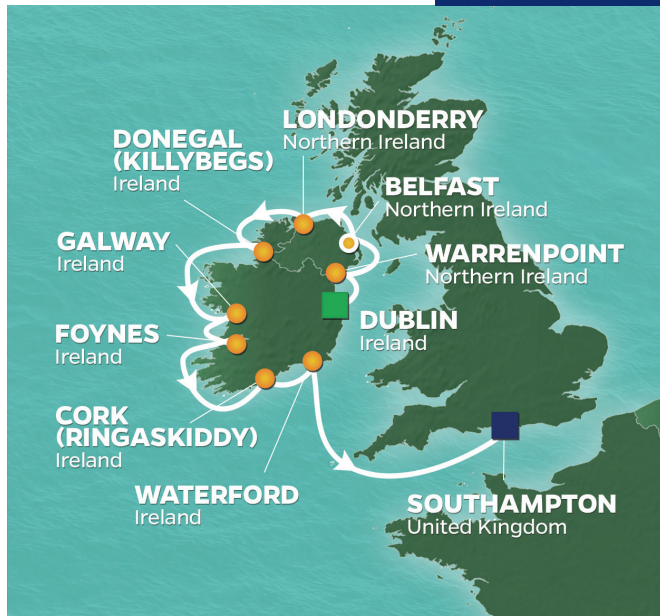 LONDONDERRY
Northern Ireland
DONEGAL
(KILLYBEGS)
Ireland
BELFAST
Northern Ireland
GALWAY
Ireland
WARRENPOINT
Northern Ireland
DUBLIN
Ireland
FOYNES
Ireland
CORK
(RINGASKIDDY)
Ireland
WATERFORD
Ireland
SOUTHAMPTON
United Kingdom